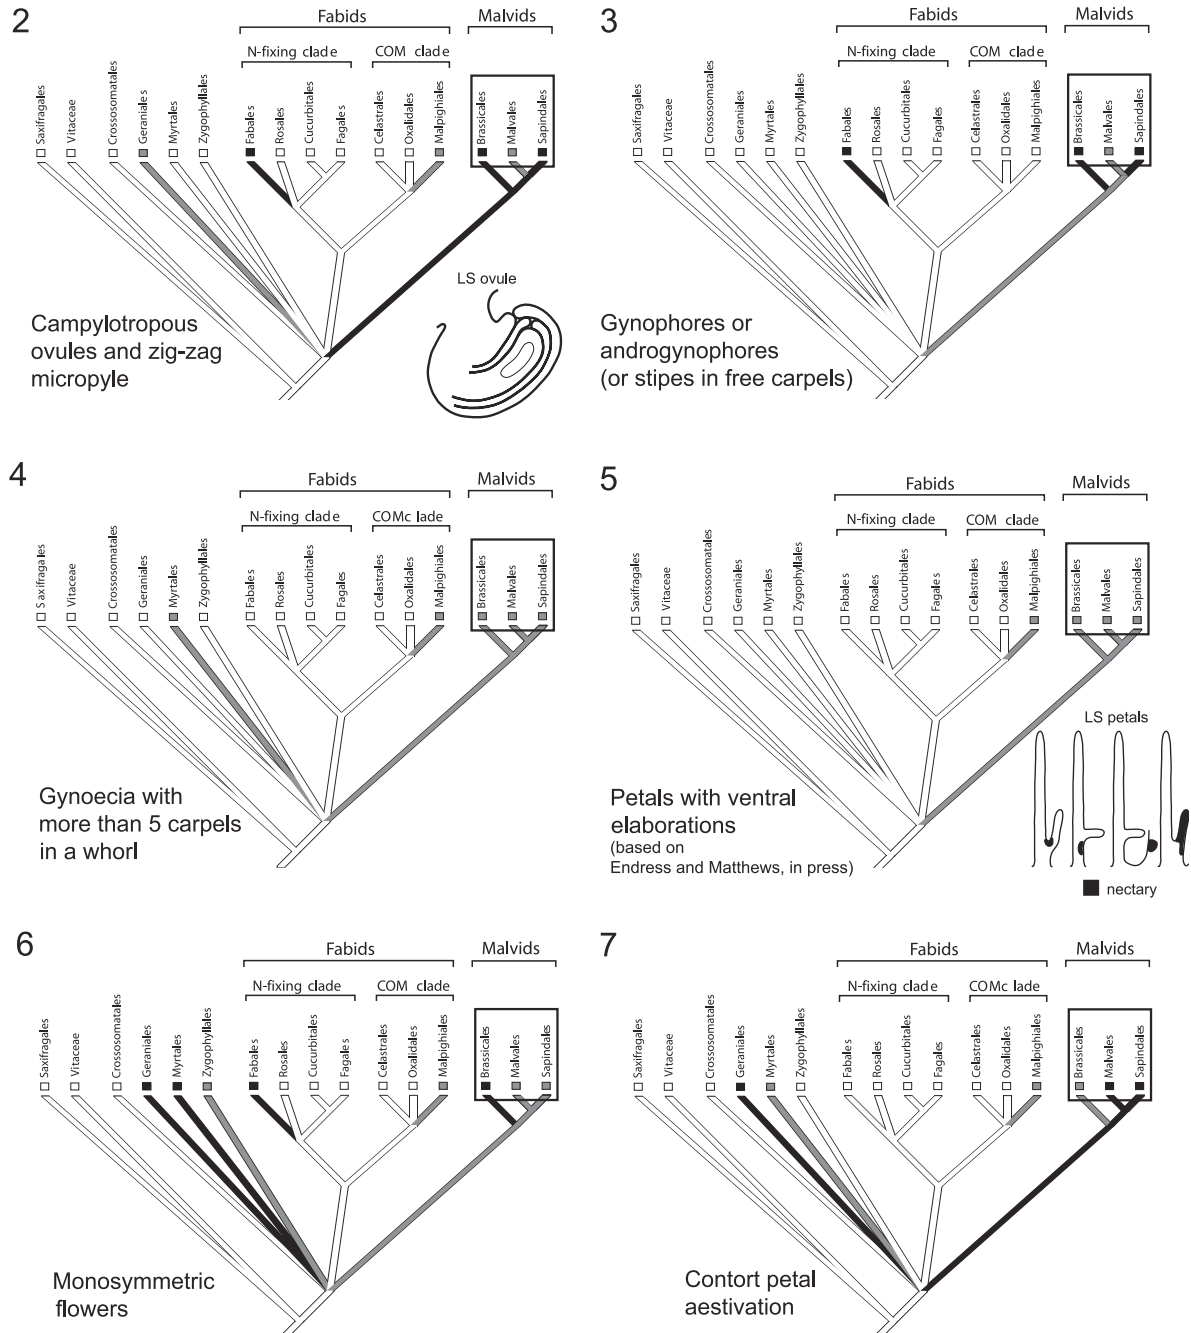 2
Fabids
Malvids
N-fixing clade
COM clade
Saxifragales
Vitaceae
Crossosomatales
Geraniales
Myrtales
Zygophyllales
Fabales
Rosales
Cucurbitales
Fagales
Celastrales
Oxalidales
Malpighiales
Brassicales
Malvales
Sapindales
LS ovule
Campylotropous
ovules and zig-zag
micropyle
3
Fabids
Malvids
N-fixing clade
COM clade
Saxifragales
Vitaceae
Crossosomatales
Geraniales
Myrtales
Zygophyllales
Fabales
Rosales
Cucurbitales
Fagales
Celastrales
Oxalidales
Malpighiales
Brassicales
Malvales
Sapindales
Gynophores or
androgynophores
(or stipes in free carpels)
4
Fabids
Malvids
N-fixing clade
COMc lade
S axifragales
Vitaceae
Crossosomatales
Geraniales
Myrtales
Zygophyllales
Fabales
Rosales
Cucurbitales
Fagales
Celastrales
Oxalidales
Malpighiales
Brassicales
Malvales
Sapindales
Gynoecia with
more than 5 carpels
in a whorl
5
Fabids
Malvids
N-fixing clade
COM clade
Saxifragales
Vitaceae
Crossosomatales
Geraniales
Myrtales
Zygophyllales
Fabales
Rosales
Cucurbitales
Fagales
Celastrales
Oxalidales
Malpighiales
Brassicales
Malvales
Sapindales
LS petals
Petals with ventral
elaborations
(based on
Endress and Matthews, in press)
nectary
6
Fabids
Malvids
N-fixing clade
COM clade
Saxifragales
Vitaceae
Crossosomatales
Geraniales
Myrtales
Zygophyllales
Fabales
Rosales
Cucurbitales
Fagales
Celastrales
Oxalidales
Malpighiales
Brassicales
Malvales
Sapindales
Monosymmetric
flowers
7
Fabids
Malvids
N-fixing clade
COMc lade
Saxifragales
Vitaceae
Crossosomatales
Geraniales
Myrtales
Zygophyllales
Fabales
Rosales
Cucurbitales
Fagales
Celastrales
Oxalidales
Malpighiales
Brassicales
Malvales
Sapindales
Contort petal
aestivation